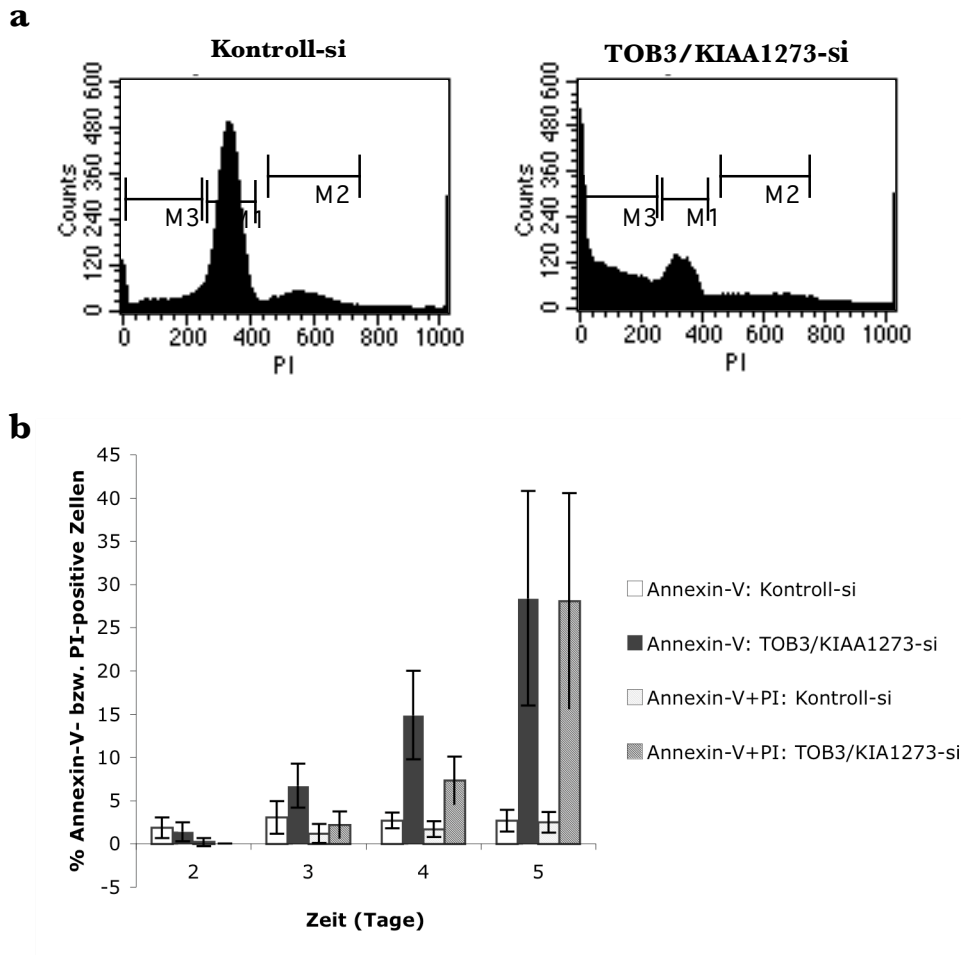 a
Kontroll-si
TOB3/KIAA1273-si
Counts
0 120 240 360 480 600
M3
M1
M2
0 200 400 600 800 1000
PI
Counts
0 120 240 360 480 600
M3
M1
M2
0 200 400 600 800 1000
PI
b
% Annexin-V- bzw. PI-positive Zellen
45
40
35
30
25
20
15
10
5
0
-5
2 3 4 5
Zeit (Tage)
Annexin-V: Kontroll-si
Annexin-V: TOB3/KIAA1273-si
Annexin-V+PI: Kontroll-si
Annexin-V+PI: TOB3/KIA1273-si